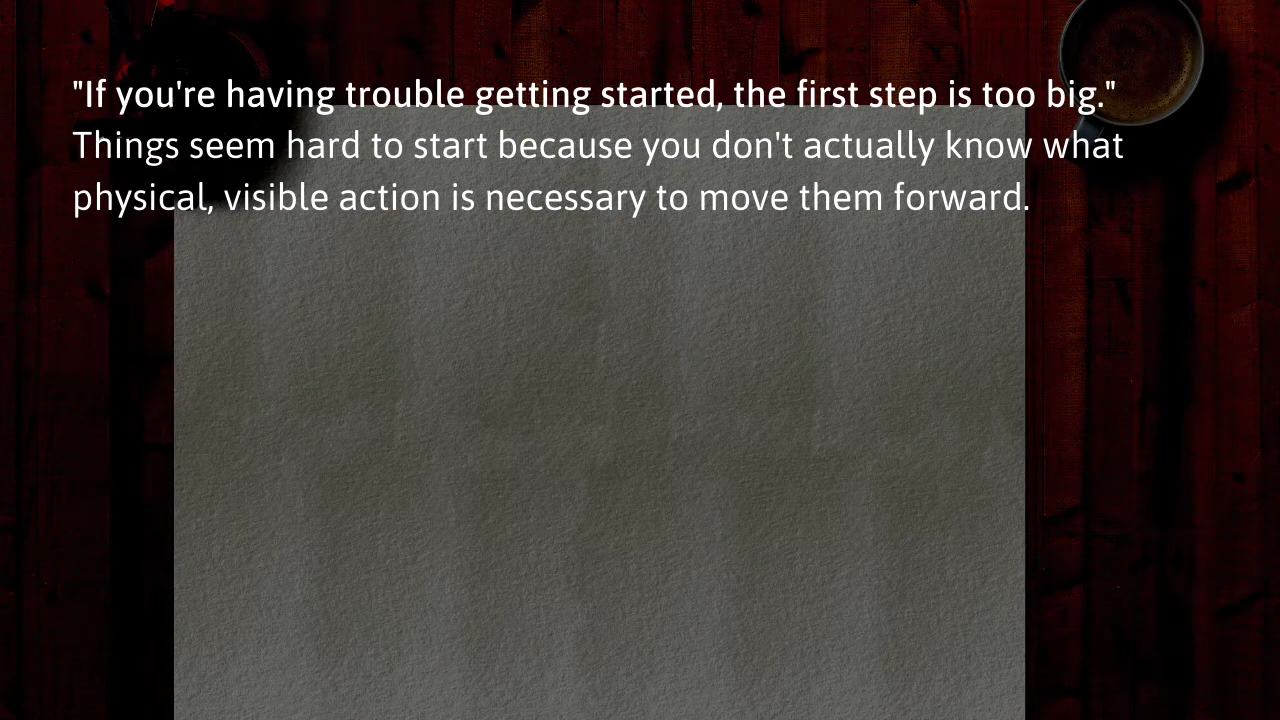 "If you're having trouble getting started, the first step is too big."
Things seem hard to start because you don't actually know what
physical, visible action is necessary to move them forward.